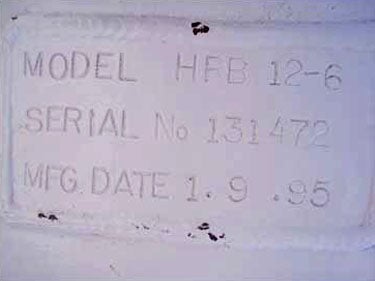 MODEL HFB 12-6
SERIAL No 131472
MFG. DATE 1. 9 .95